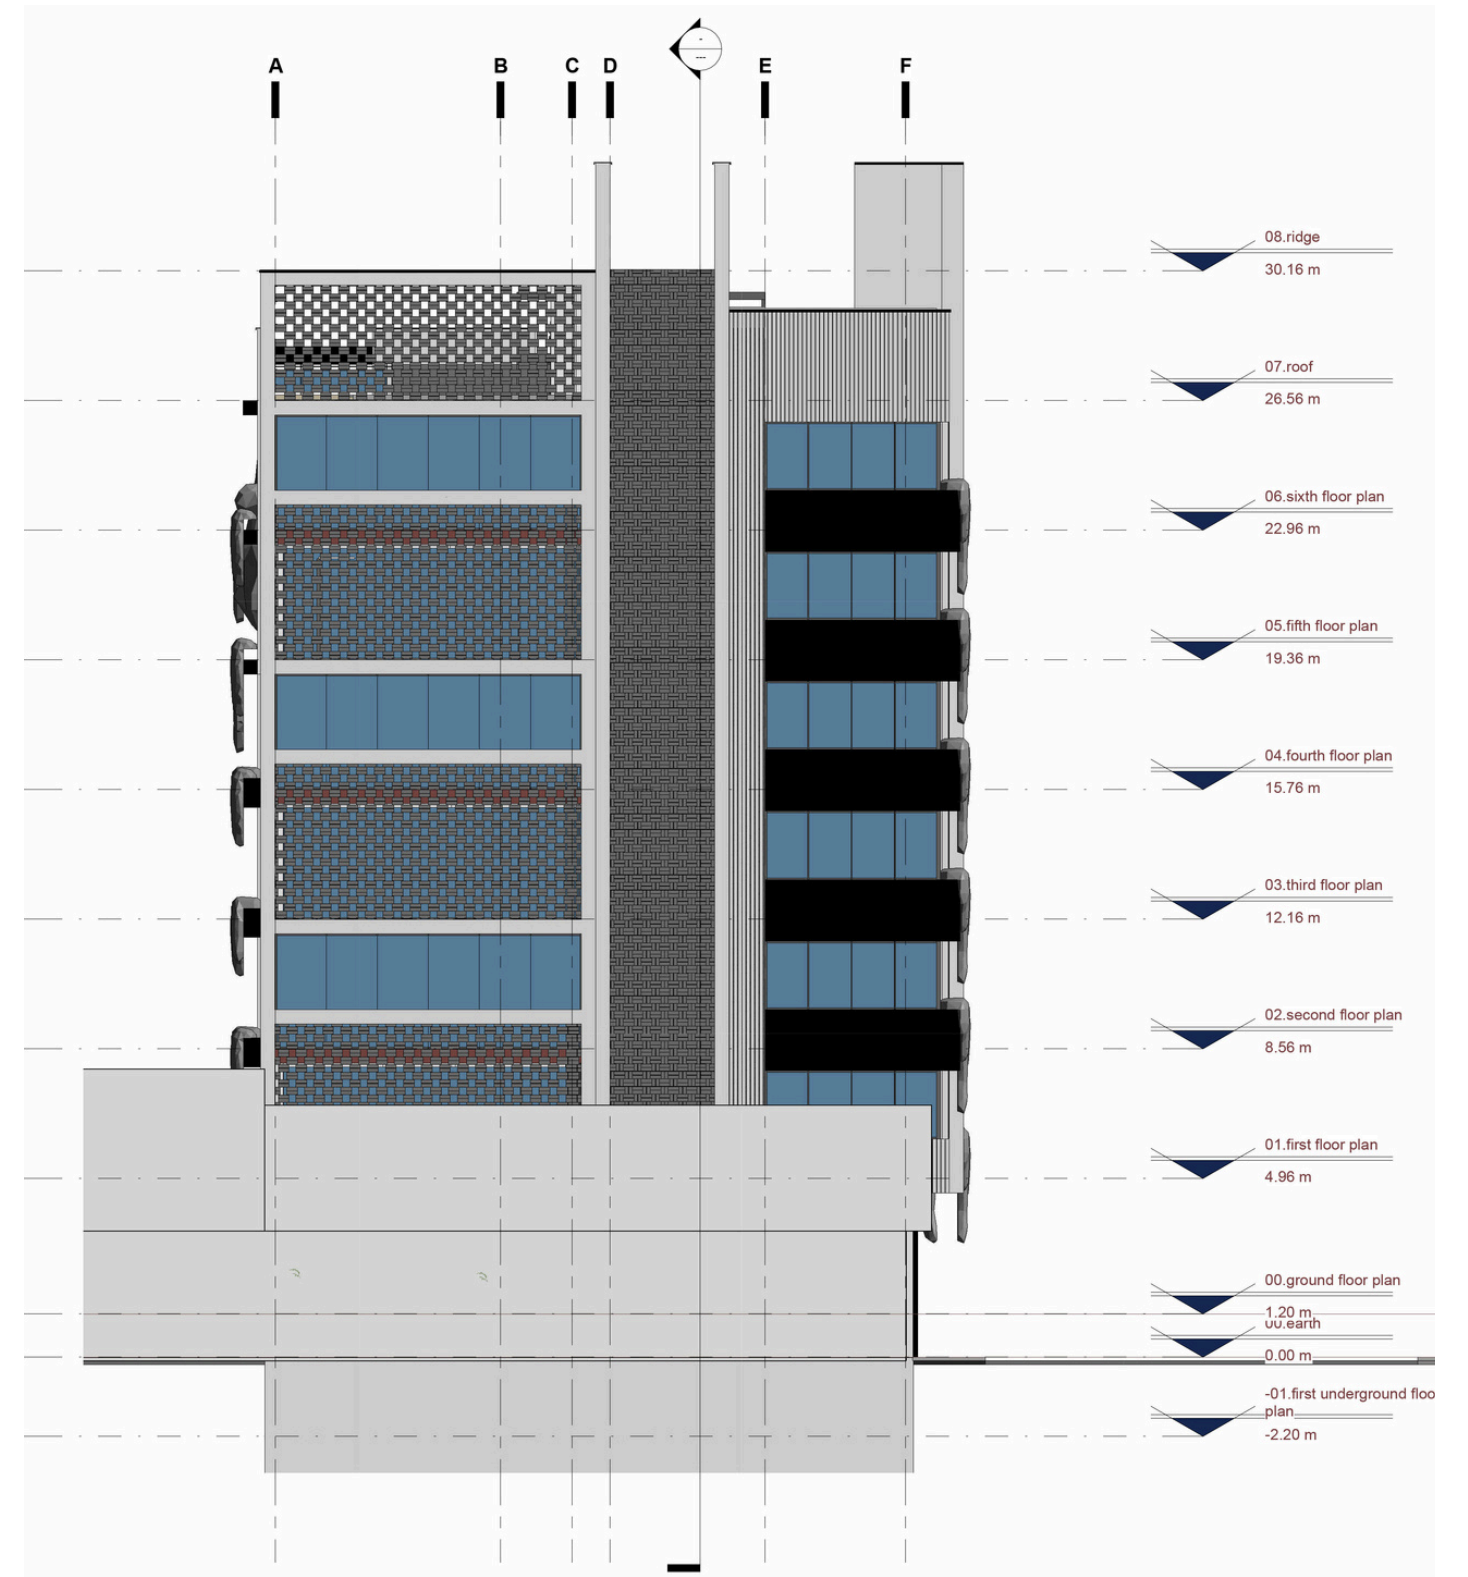 -
---
A B C D E F
08.ridge
30.16 m
07.roof
26.56 m
06.sixth floor plan
22.96 m
05.fifth floor plan
19.36 m
04.fourth floor plan
15.76 m
03.third floor plan
12.16 m
02.second floor plan
8.56 m
01.first floor plan
4.96 m
00.ground floor plan
1.20 m
00.earth
0.00 m
-01.first underground floo
plan
-2.20 m